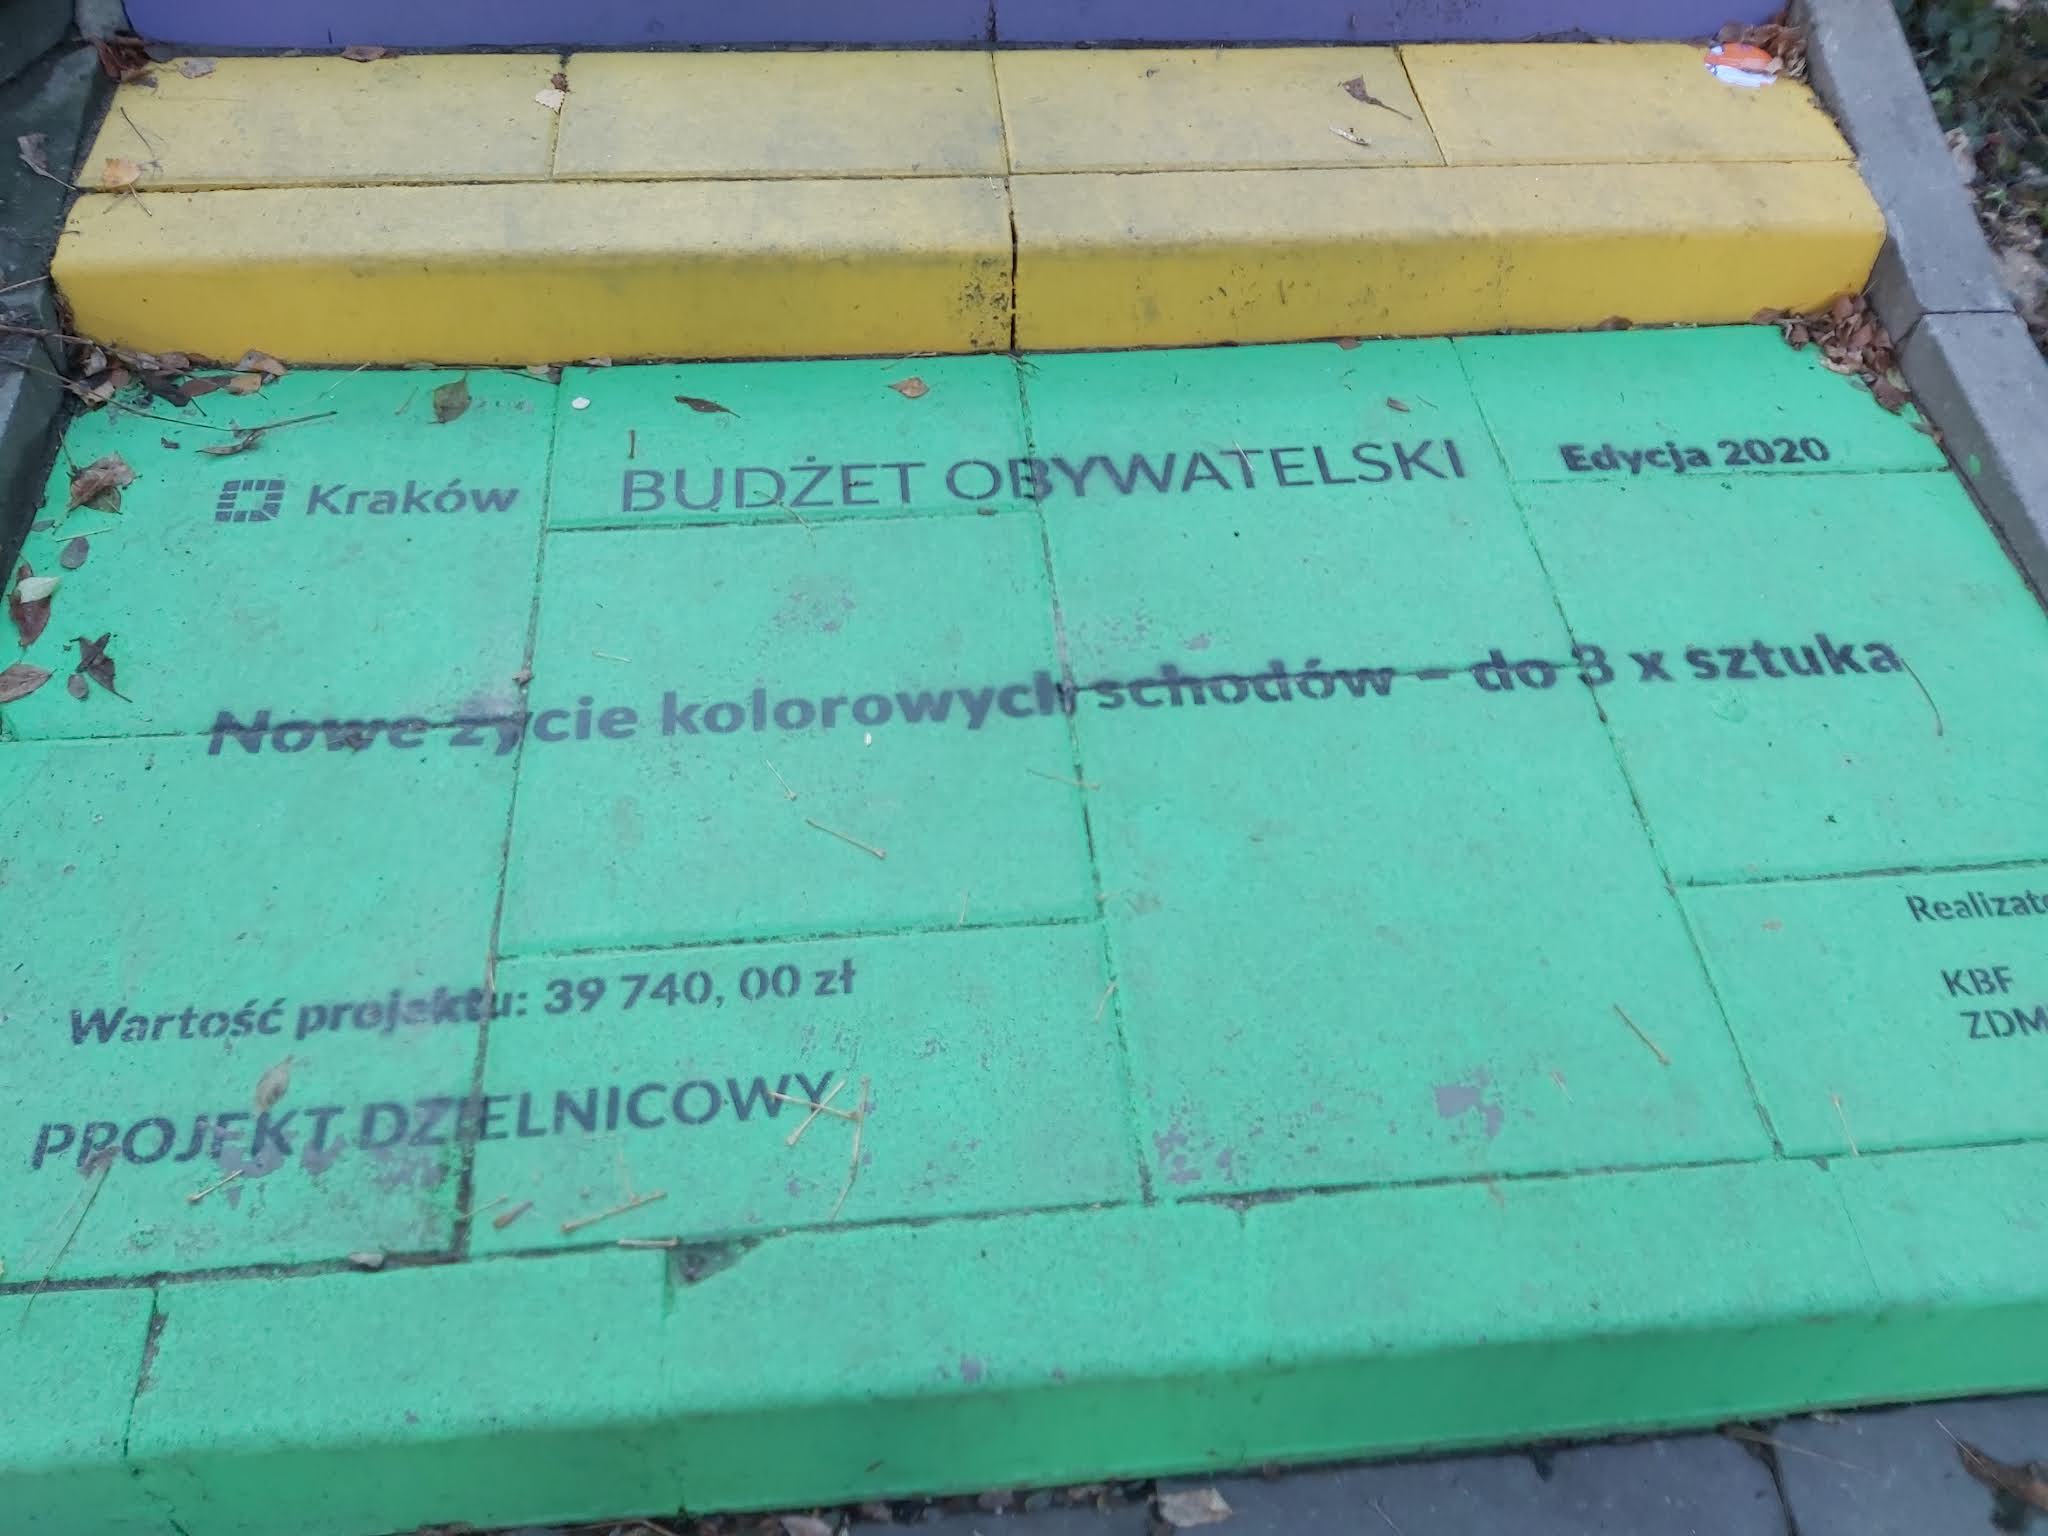 Kraków BUDŻET OBYWATELSKI Edycja 2020
Nowe życie kolorowych schodów – do 3 x sztuka
Wartość projektu: 39 740, 00 zł
PROJEKT DZIELNICOWY
Realizato
KBF
ZDM